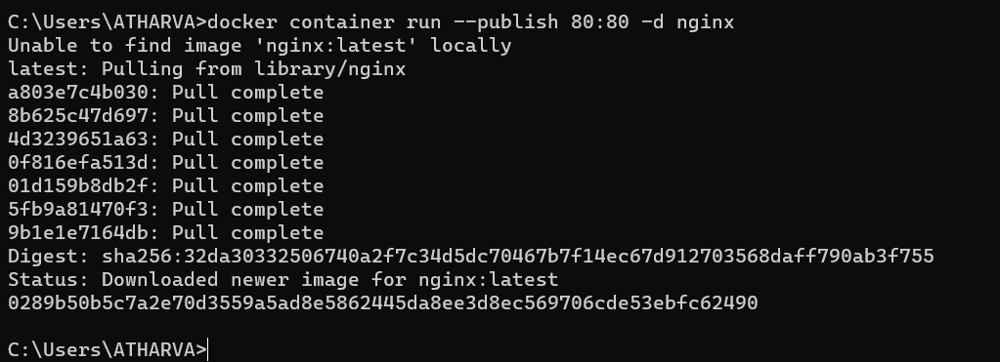 C:\Users\ATHARVA>docker container run --publish 80:80 -d nginx
Unable to find image 'nginx:latest' locally
latest: Pulling from library/nginx
a803e7c4b030: Pull complete
8b625c47d697: Pull complete
4d3239651a63: Pull complete
0f816efa513d: Pull complete
01d159b8db2f: Pull complete
5fb9a81470f3: Pull complete
9b1e1e7164db: Pull complete
Digest: sha256:32da30332506740a2f7c34d5dc70467b7f14ec67d912703568daff790ab3f755
Status: Downloaded newer image for nginx:latest
0289b50b5c7a2e70d3559a5ad8e5862445da8ee3d8ec569706cde53ebfc62490
C:\Users\ATHARVA>